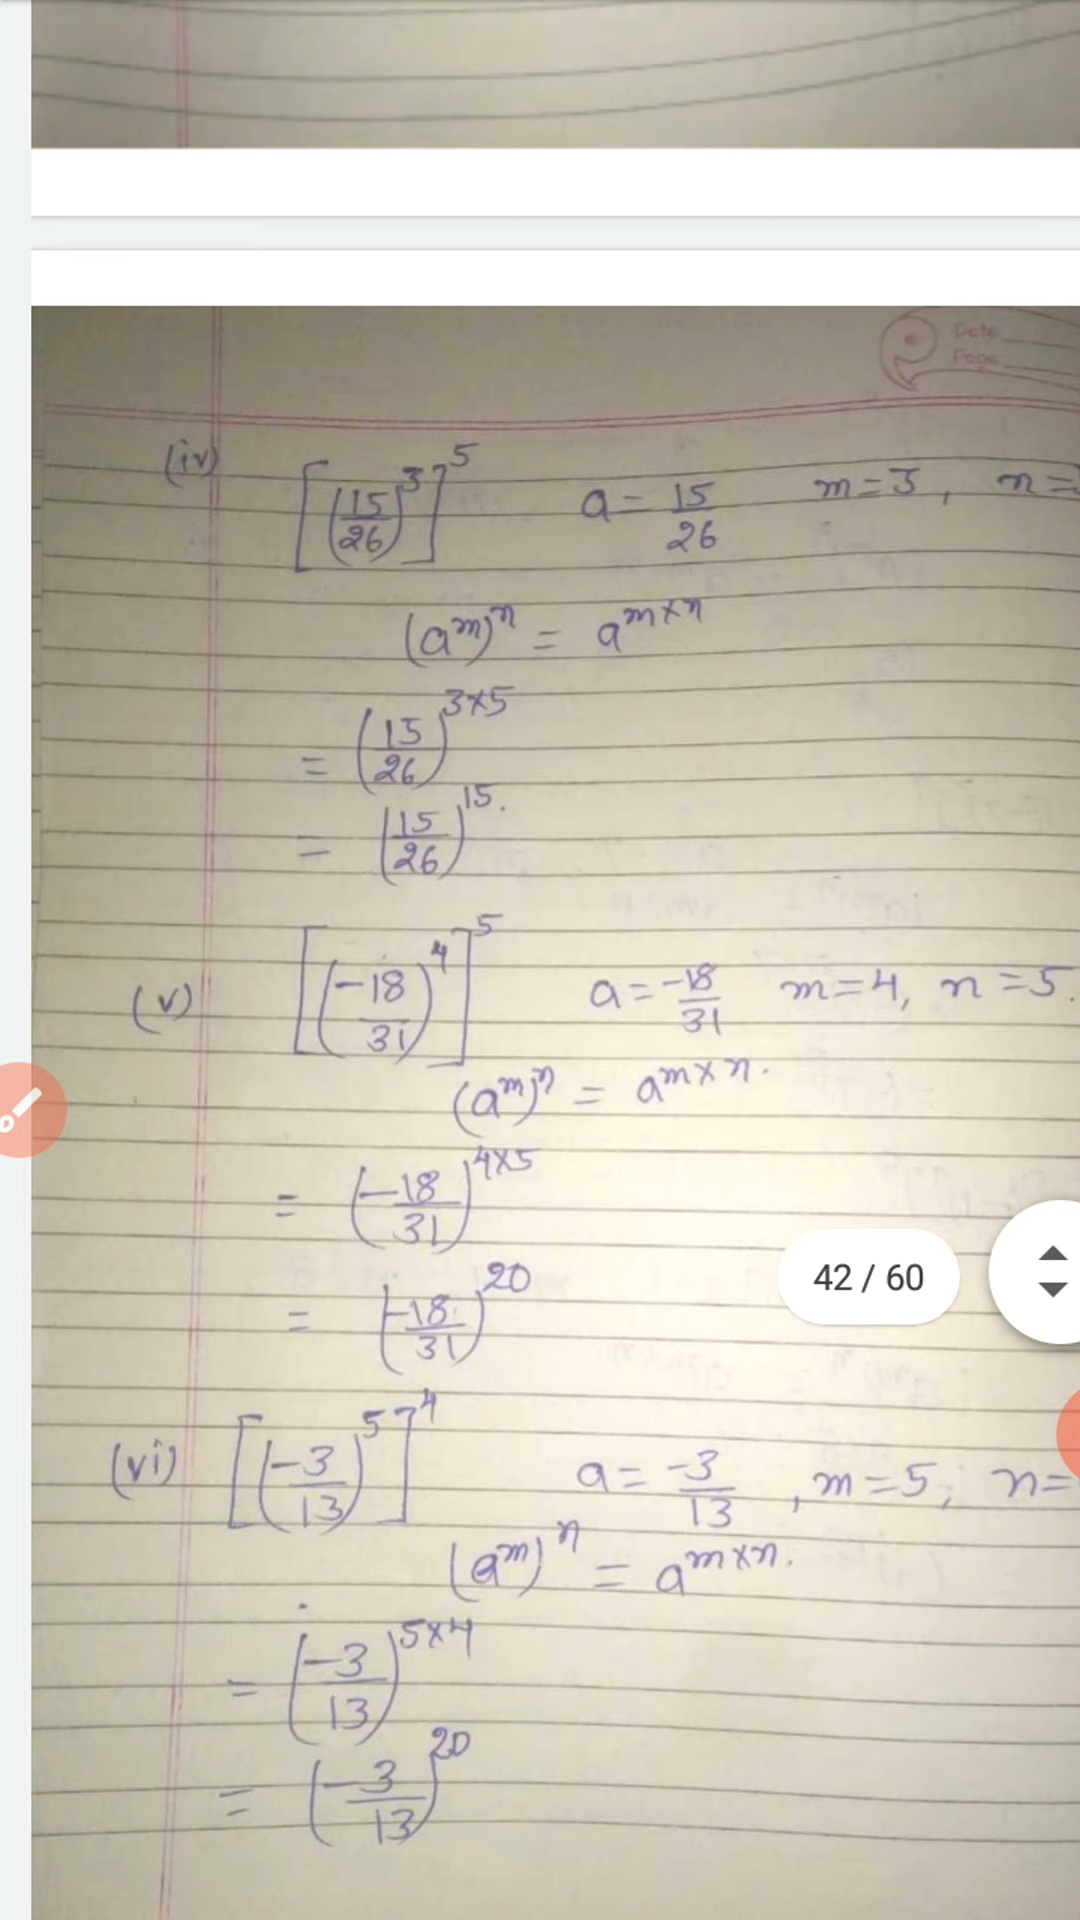 Date
Page
(iv) [(15/26)^3]^5 a = 15/26 m = 3, n =
(a^m)^n = a^{m×n}
= (15/26)^{3×5}
= (15/26)^{15}.
(v) [(-18/31)^4]^5 a = -18/31 m = 4, n = 5.
(a^m)^n = a^{m×n}.
= (-18/31)^{4×5}
42 / 60
= (-18/31)^{20}
(vi) [(-3/13)^5]^4 a = -3/13, m = 5, n =
(a^m)^n = a^{m×n}.
= (-3/13)^{5×4}
= (-3/13)^{20}